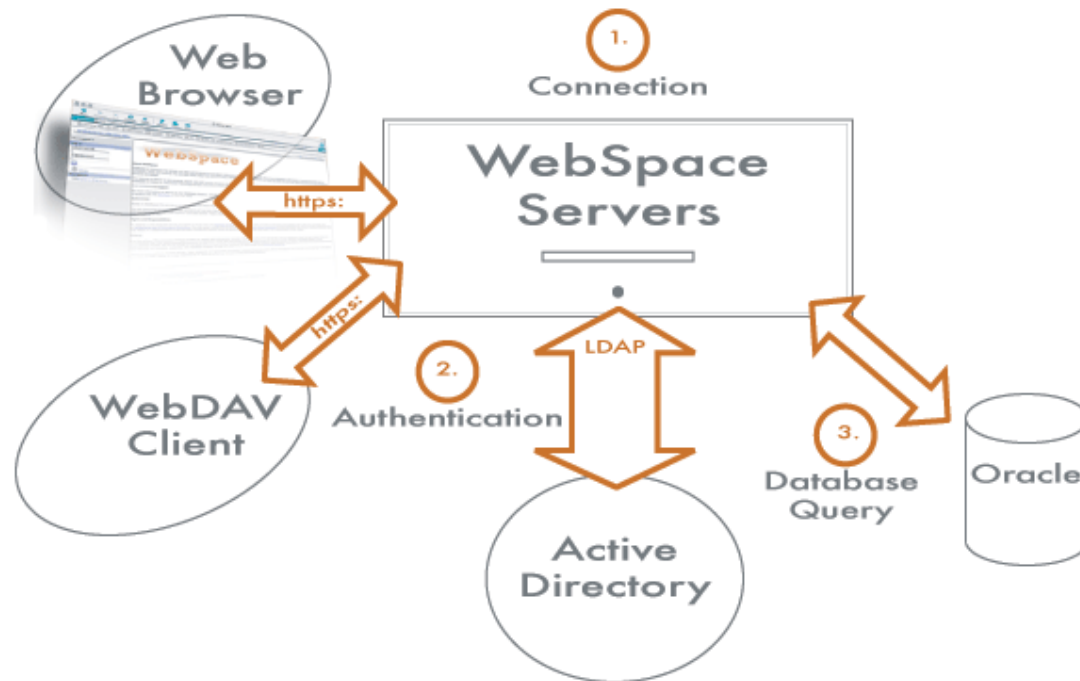 1.
Connection
Web
Browser
WebSpace
https:
WebSpace
Servers
https:
WebDAV
Client
2.
Authentication
LDAP
Active
Directory
3.
Database
Query
Oracle